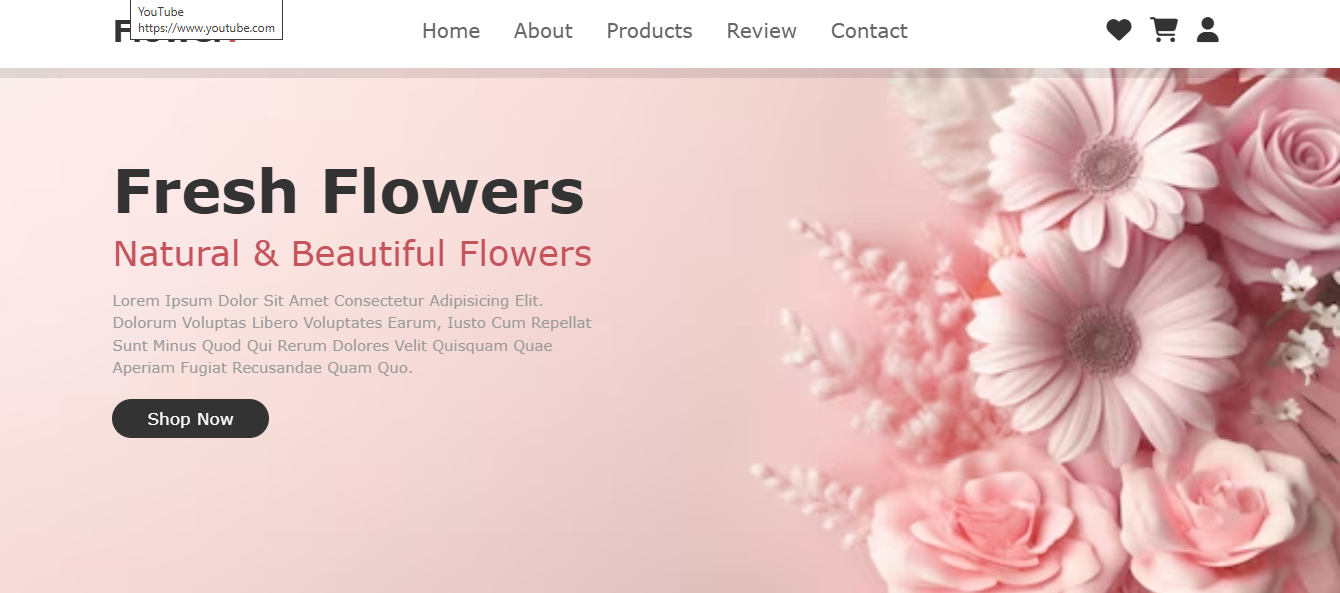 YouTube
https://www.youtube.com
Home About Products Review Contact
Fresh Flowers
Natural & Beautiful Flowers
Lorem Ipsum Dolor Sit Amet Consectetur Adipisicing Elit.
Dolorum Voluptas Libero Voluptates Earum, Iusto Cum Repellat
Sunt Minus Quod Qui Rerum Dolores Velit Quisquam Quae
Aperiam Fugiat Recusandae Quam Quo.
Shop Now